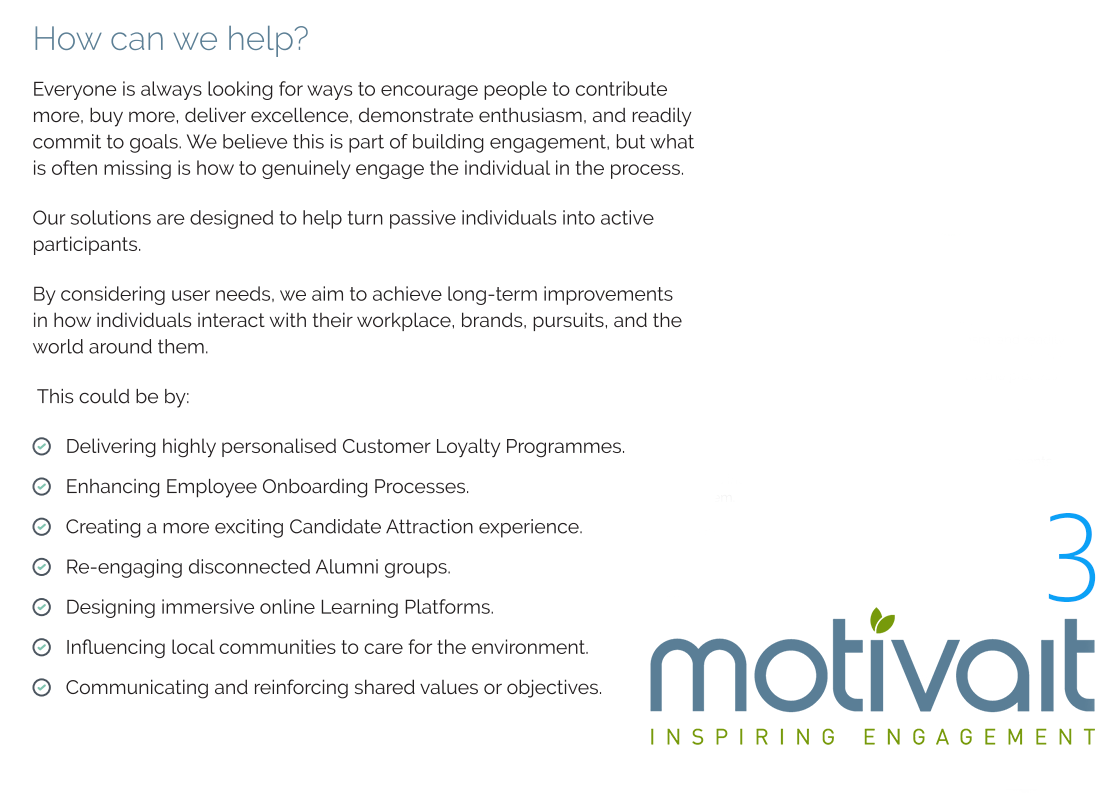 How can we help?
Everyone is always looking for ways to encourage people to contribute
more, buy more, deliver excellence, demonstrate enthusiasm, and readily
commit to goals. We believe this is part of building engagement, but what
is often missing is how to genuinely engage the individual in the process.
Our solutions are designed to help turn passive individuals into active
participants.
By considering user needs, we aim to achieve long-term improvements
in how individuals interact with their workplace, brands, pursuits, and the
world around them.
This could be by:
Delivering highly personalised Customer Loyalty Programmes.
Enhancing Employee Onboarding Processes.
Creating a more exciting Candidate Attraction experience.
Re-engaging disconnected Alumni groups.
Designing immersive online Learning Platforms.
Influencing local communities to care for the environment.
Communicating and reinforcing shared values or objectives.
3
motivait
INSPIRING ENGAGEMENT